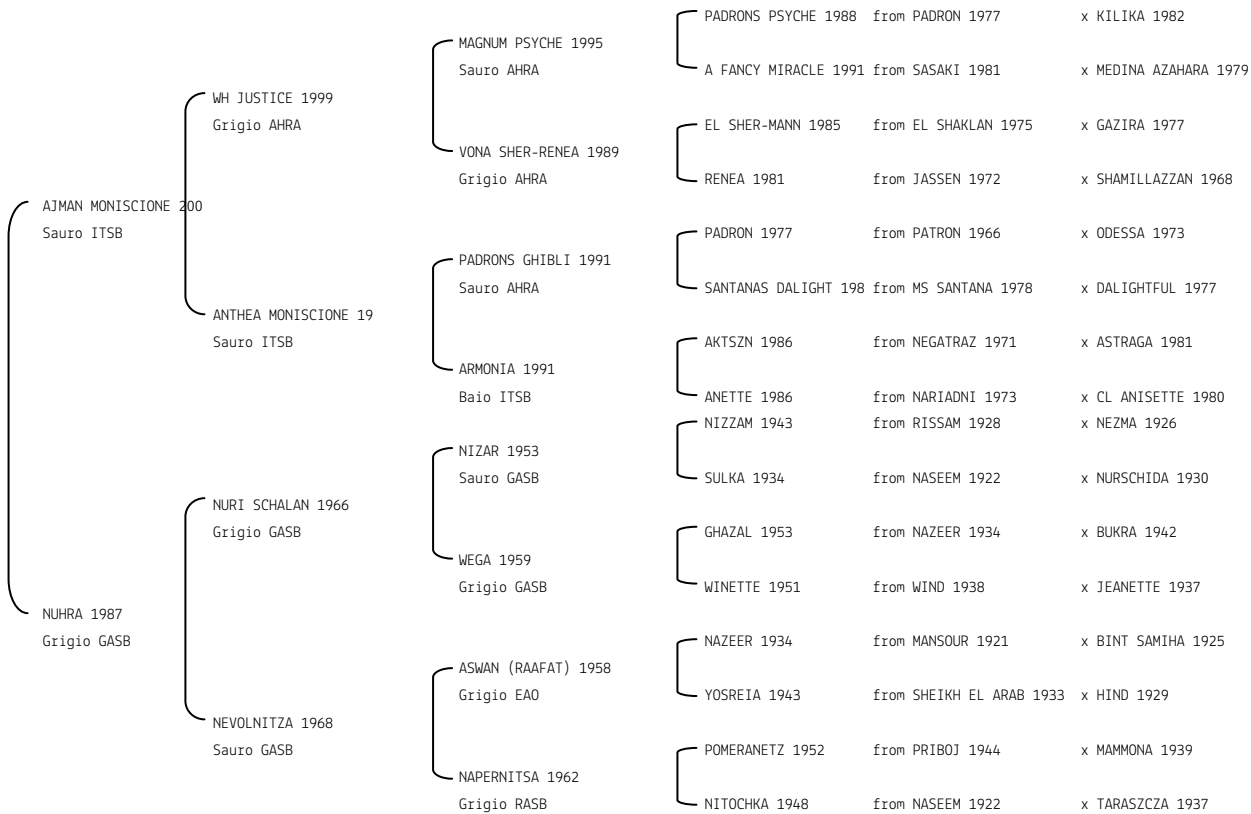 PADRONS PSYCHE 1988 from PADRON 1977 x KILIKA 1982
MAGNUM PSYCHE 1995
Sauro AHRA
A FANCY MIRACLE 1991 from SASAKI 1981 x MEDINA AZAHARA 1979
WH JUSTICE 1999
Grigio AHRA
EL SHER-MANN 1985 from EL SHAKLAN 1975 x GAZIRA 1977
VONA SHER-RENEA 1989
Grigio AHRA
RENEA 1981 from JASSEN 1972 x SHAMILLAZZAN 1968
AJMAN MONISCIONE 200
Sauro ITSB
PADRON 1977 from PATRON 1966 x ODESSA 1973
PADRONS GHIBLI 1991
Sauro AHRA
SANTANAS DALIGHT 198 from MS SANTANA 1978 x DALIGHTFUL 1977
ANTHEA MONISCIONE 19
Sauro ITSB
AKTSZN 1986 from NEGATRAZ 1971 x ASTRAGA 1981
ARMONIA 1991
Baio ITSB
ANETTE 1986 from NARIADNI 1973 x CL ANISETTE 1980
NIZZAM 1943 from RISSAM 1928 x NEZMA 1926
NIZAR 1953
Sauro GASB
SULKA 1934 from NASEEM 1922 x NURSCHIDA 1930
NURI SCHALAN 1966
Grigio GASB
GHAZAL 1953 from NAZEER 1934 x BUKRA 1942
WEGA 1959
Grigio GASB
WINETTE 1951 from WIND 1938 x JEANETTE 1937
NUHRA 1987
Grigio GASB
NAZEER 1934 from MANSOUR 1921 x BINT SAMIHA 1925
ASWAN (RAAFAT) 1958
Grigio EAO
YOSREIA 1943 from SHEIKH EL ARAB 1933 x HIND 1929
NEVOLNITZA 1968
Sauro GASB
POMERANETZ 1952 from PRIBOJ 1944 x MAMMONA 1939
NAPERNITSA 1962
Grigio RASB
NITOCHKA 1948 from NASEEM 1922 x TARASZCZA 1937